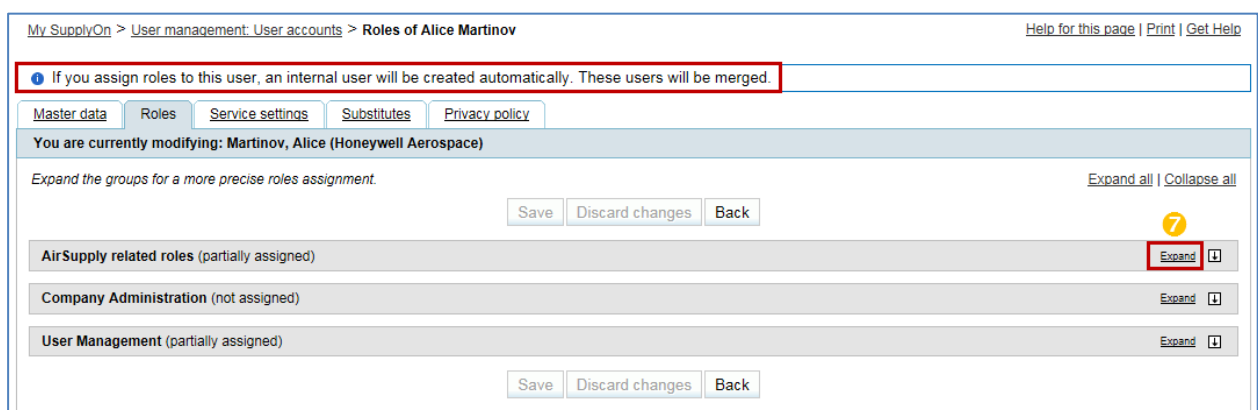 My SupplyOn > User management: User accounts > Roles of Alice Martinov
Help for this page | Print | Get Help
If you assign roles to this user, an internal user will be created automatically. These users will be merged.
Master data Roles Service settings Substitutes Privacy policy
You are currently modifying: Martinov, Alice (Honeywell Aerospace)
Expand the groups for a more precise roles assignment.
Expand all | Collapse all
Save Discard changes Back
7
AirSupply related roles (partially assigned) Expand
Company Administration (not assigned) Expand
User Management (partially assigned) Expand
Save Discard changes Back